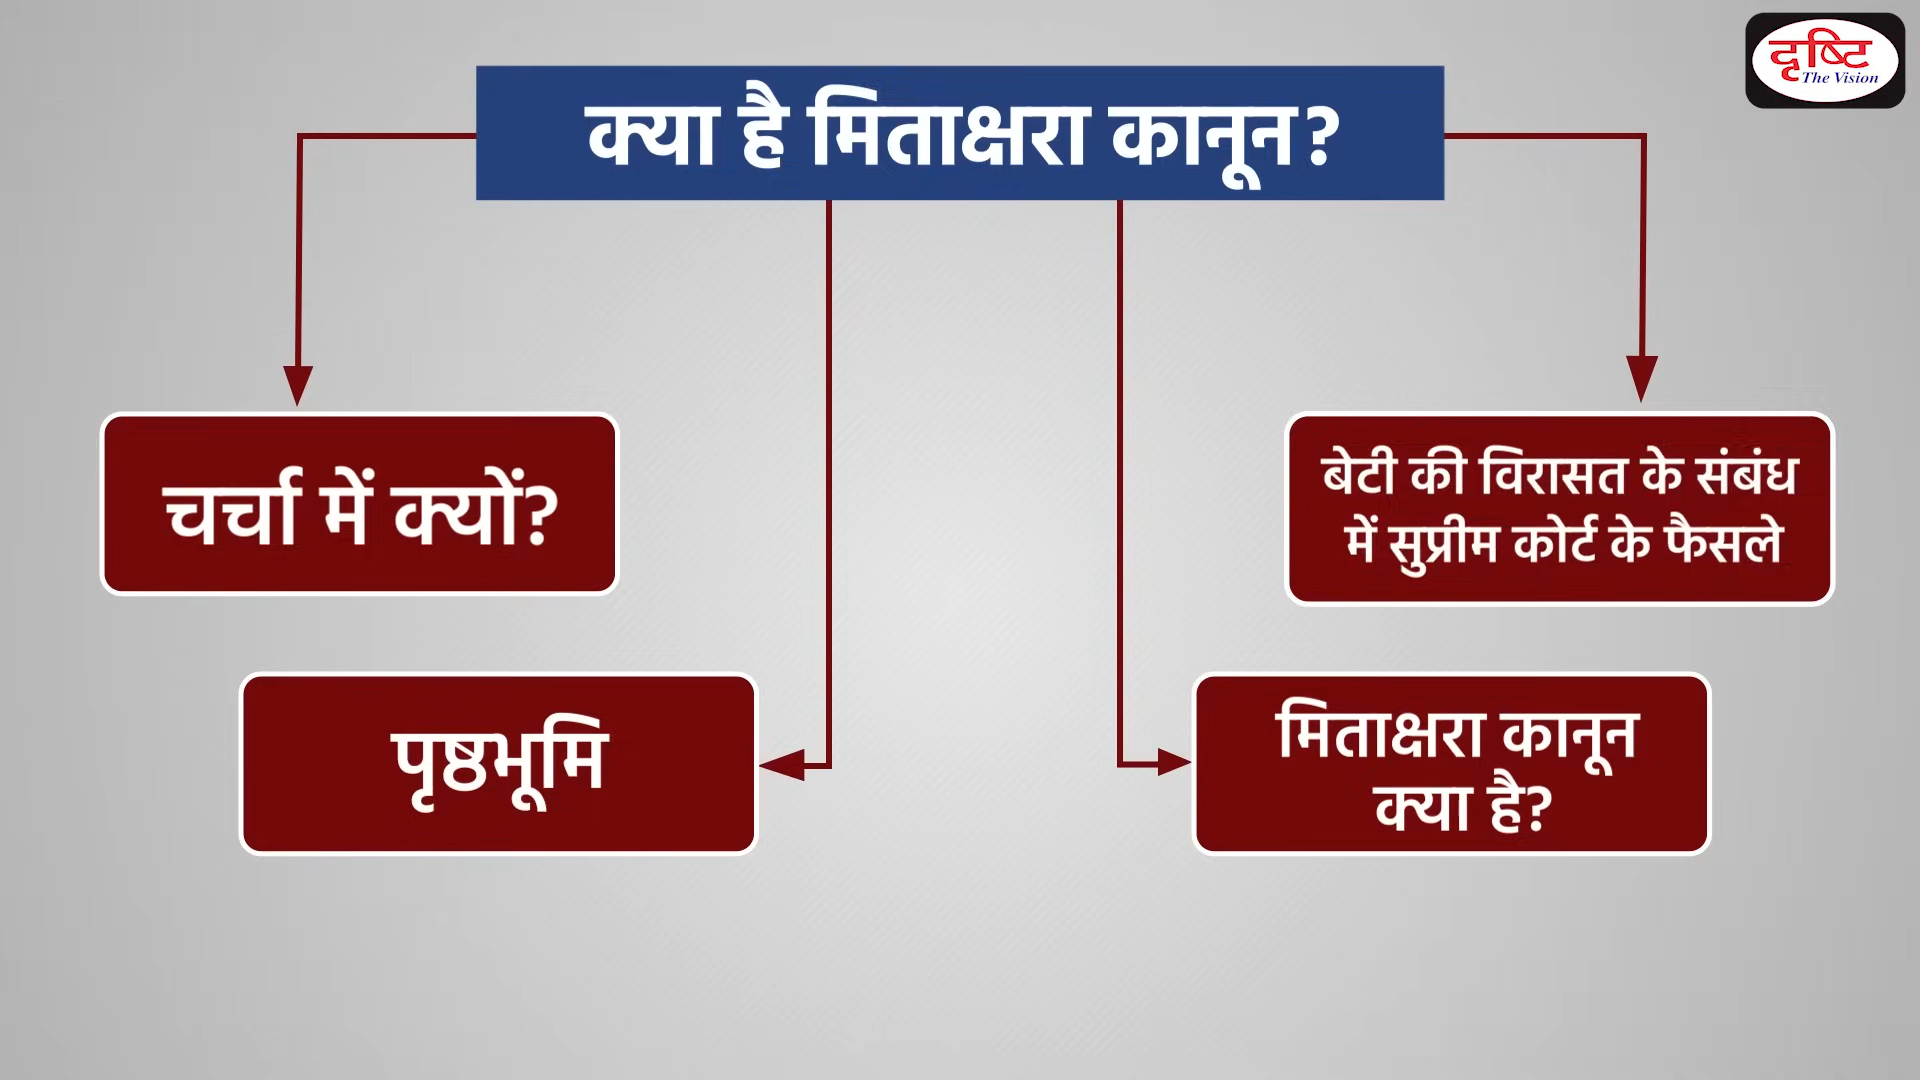 दृष्टि
The Vision
क्या है मिताक्षरा कानून?
चर्चा में क्यों?
बेटी की विरासत के संबंध
में सुप्रीम कोर्ट के फैसले
पृष्ठभूमि
मिताक्षरा कानून
क्या है?